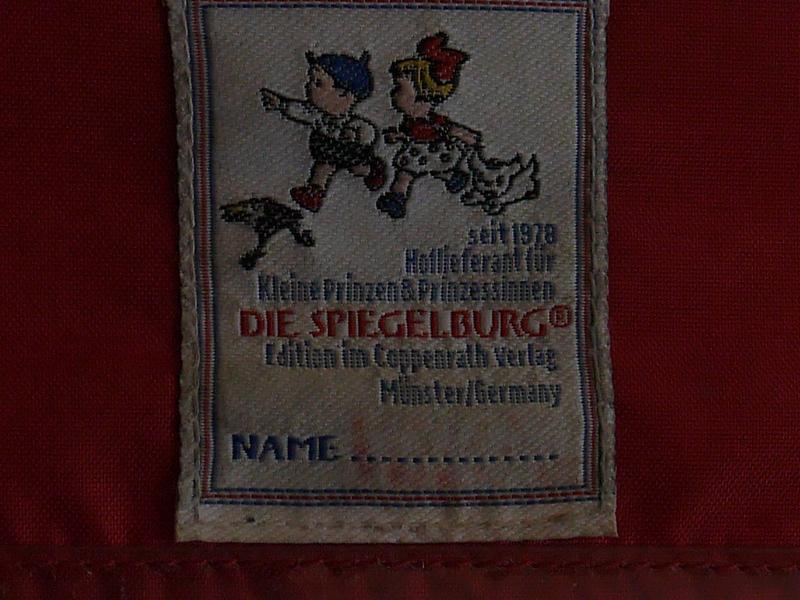 seit 1978
Hoflieferant für
Kleine Prinzen & Prinzessinnen
DIE SPIEGELBURG®
Edition im Coppenrath Verlag
Münster/Germany
NAME..............